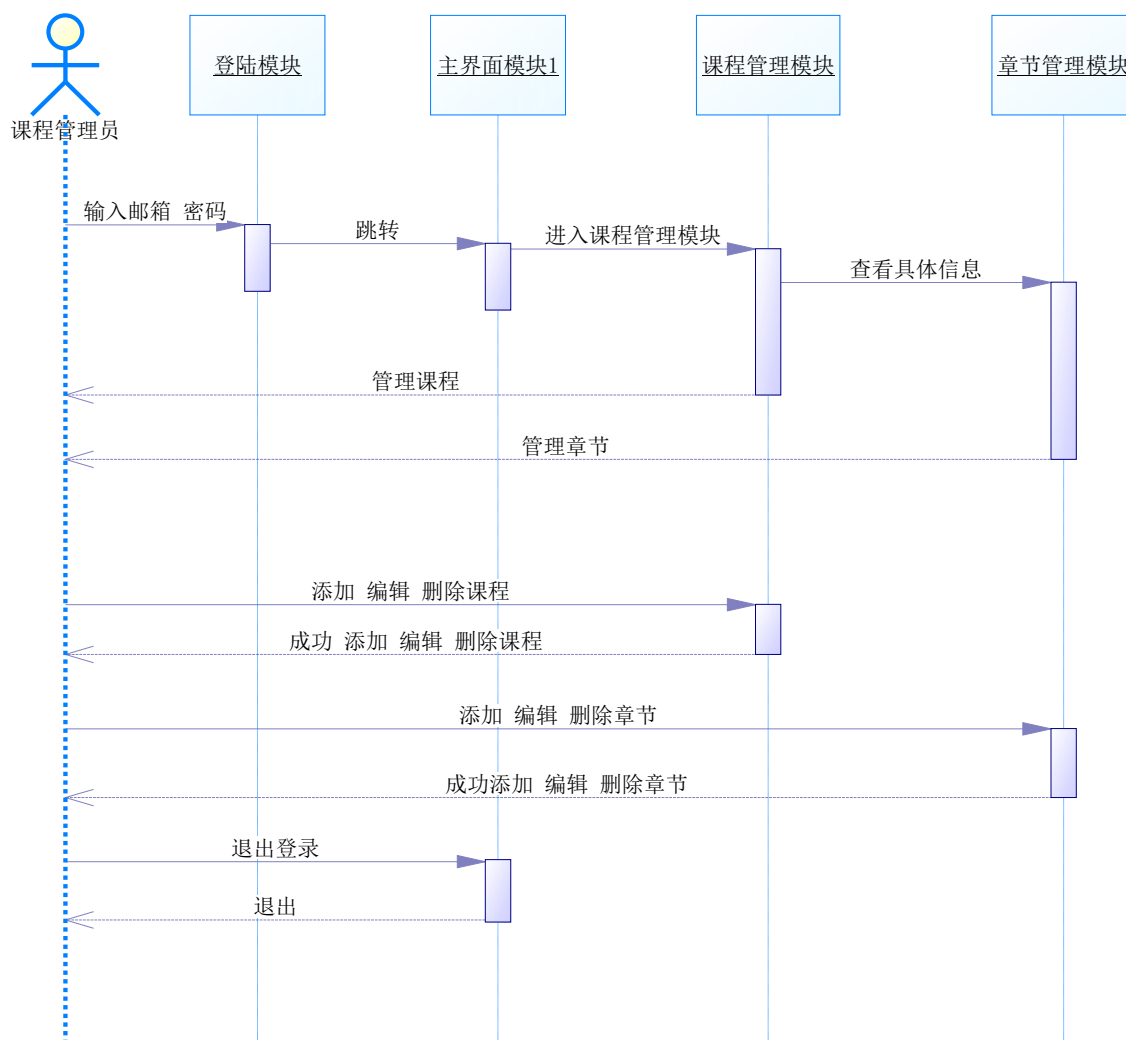 登陆模块
主界面模块1
课程管理模块
章节管理模块
课程管理员
输入邮箱 密码
跳转
进入课程管理模块
查看具体信息
管理课程
管理章节
添加 编辑 删除课程
成功 添加 编辑 删除课程
添加 编辑 删除章节
成功添加 编辑 删除章节
退出登录
退出